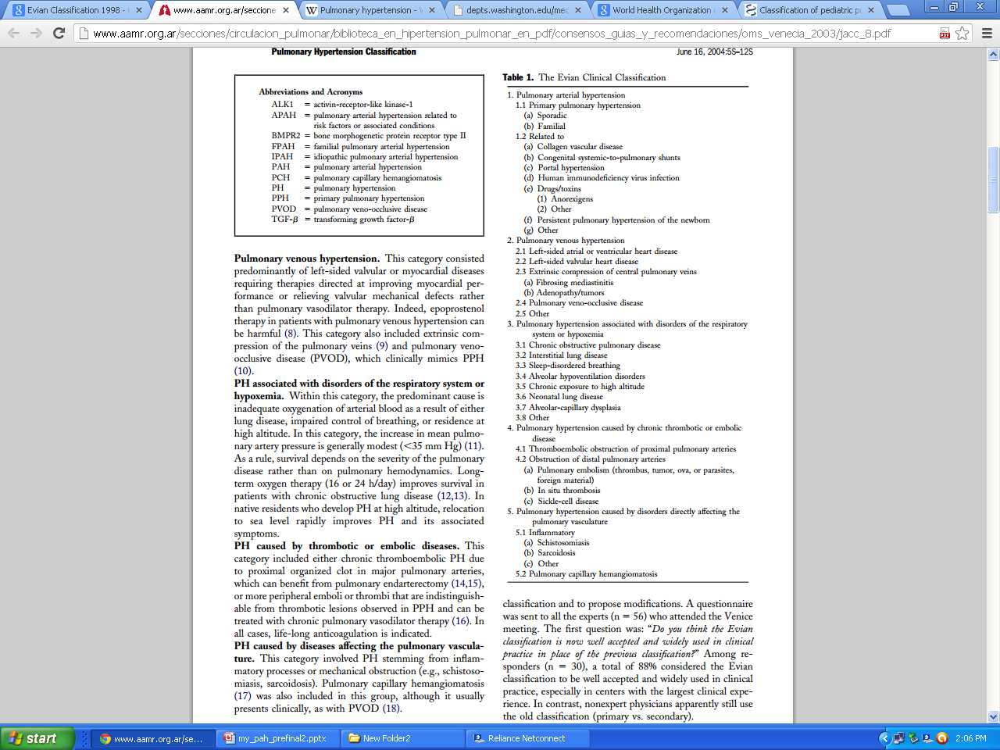 Evian Classification 1998 -
www.aamr.org.ar/seccione
Pulmonary hypertension -
depts.washington.edu/med
World Health Organization
Classification of pediatric p
www.aamr.org.ar/secciones/circulacion_pulmonar/biblioteca_en_hipertension_pulmonar_en_pdf/consensos_guias_y_recomendaciones/oms_venecia_2003/jacc_8.pdf
Pulmonary Hypertension Classification
June 16, 2004:5S–12S
Abbreviations and Acronyms
ALK1 = activin-receptor-like kinase-1
APAH = pulmonary arterial hypertension related to
risk factors or associated conditions
BMPR2 = bone morphogenetic protein receptor type II
FPAH = familial pulmonary arterial hypertension
IPAH = idiopathic pulmonary arterial hypertension
PAH = pulmonary arterial hypertension
PCH = pulmonary capillary hemangiomatosis
PH = pulmonary hypertension
PPH = primary pulmonary hypertension
PVOD = pulmonary veno-occlusive disease
TGF-β = transforming growth factor-β
Pulmonary venous hypertension. This category consisted
predominantly of left-sided valvular or myocardial diseases
requiring therapies directed at improving myocardial per-
formance or relieving valvular mechanical defects rather
than pulmonary vasodilator therapy. Indeed, epoprostenol
therapy in patients with pulmonary venous hypertension can
be harmful (8). This category also included extrinsic com-
pression of the pulmonary veins (9) and pulmonary veno-
occlusive disease (PVOD), which clinically mimics PPH
(10).
PH associated with disorders of the respiratory system or
hypoxemia. Within this category, the predominant cause is
inadequate oxygenation of arterial blood as a result of either
lung disease, impaired control of breathing, or residence at
high altitude. In this category, the increase in mean pulmo-
nary artery pressure is generally modest (<35 mm Hg) (11).
As a rule, survival depends on the severity of the pulmonary
disease rather than on pulmonary hemodynamics. Long-
term oxygen therapy (16 or 24 h/day) improves survival in
patients with chronic obstructive lung disease (12,13). In
native residents who develop PH at high altitude, relocation
to sea level rapidly improves PH and its associated
symptoms.
PH caused by thrombotic or embolic diseases. This
category included either chronic thromboembolic PH due
to proximal organized clot in major pulmonary arteries,
which can benefit from pulmonary endarterectomy (14,15),
or more peripheral emboli or thrombi that are indistinguish-
able from thrombotic lesions observed in PPH and can be
treated with chronic pulmonary vasodilator therapy (16). In
all cases, life-long anticoagulation is indicated.
PH caused by diseases affecting the pulmonary vascula-
ture. This category involved PH stemming from inflam-
matory processes or mechanical obstruction (e.g., schistoso-
miasis, sarcoidosis). Pulmonary capillary hemangiomatosis
(17) was also included in this group, although it usually
presents clinically, as with PVOD (18).
Table 1. The Evian Clinical Classification
1. Pulmonary arterial hypertension
1.1 Primary pulmonary hypertension
(a) Sporadic
(b) Familial
1.2 Related to
(a) Collagen vascular disease
(b) Congenital systemic-to-pulmonary shunts
(c) Portal hypertension
(d) Human immunodeficiency virus infection
(e) Drugs/toxins
(1) Anorexigens
(2) Other
(f) Persistent pulmonary hypertension of the newborn
(g) Other
2. Pulmonary venous hypertension
2.1 Left-sided atrial or ventricular heart disease
2.2 Left-sided valvular heart disease
2.3 Extrinsic compression of central pulmonary veins
(a) Fibrosing mediastinitis
(b) Adenopathy/tumors
2.4 Pulmonary veno-occlusive disease
2.5 Other
3. Pulmonary hypertension associated with disorders of the respiratory
system or hypoxemia
3.1 Chronic obstructive pulmonary disease
3.2 Interstitial lung disease
3.3 Sleep-disordered breathing
3.4 Alveolar hypoventilation disorders
3.5 Chronic exposure to high altitude
3.6 Neonatal lung disease
3.7 Alveolar-capillary dysplasia
3.8 Other
4. Pulmonary hypertension caused by chronic thrombotic or embolic
disease
4.1 Thromboembolic obstruction of proximal pulmonary arteries
4.2 Obstruction of distal pulmonary arteries
(a) Pulmonary embolism (thrombus, tumor, ova, or parasites,
foreign material)
(b) In situ thrombosis
(c) Sickle-cell disease
5. Pulmonary hypertension caused by disorders directly affecting the
pulmonary vasculature
5.1 Inflammatory
(a) Schistosomiasis
(b) Sarcoidosis
(c) Other
5.2 Pulmonary capillary hemangiomatosis
classification and to propose modifications. A questionnaire
was sent to all the experts (n = 56) who attended the Venice
meeting. The first question was: “Do you think the Evian
classification is now well accepted and widely used in clinical
practice in place of the previous classification?” Among re-
sponders (n = 30), a total of 88% considered the Evian
classification to be well accepted and widely used in clinical
practice, especially in centers with the largest clinical expe-
rience. In contrast, nonexpert physicians apparently still use
the old classification (primary vs. secondary).
start
www.aamr.org.ar/se...
my_pah_prefinal2.pptx
New Folder2
Reliance Netconnect
2:06 PM